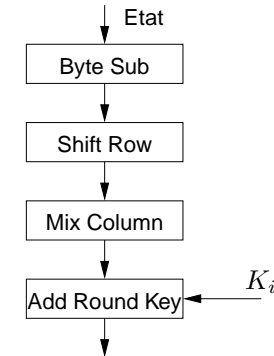 Etat
Byte Sub
Shift Row
Mix Column
K_i
Add Round Key